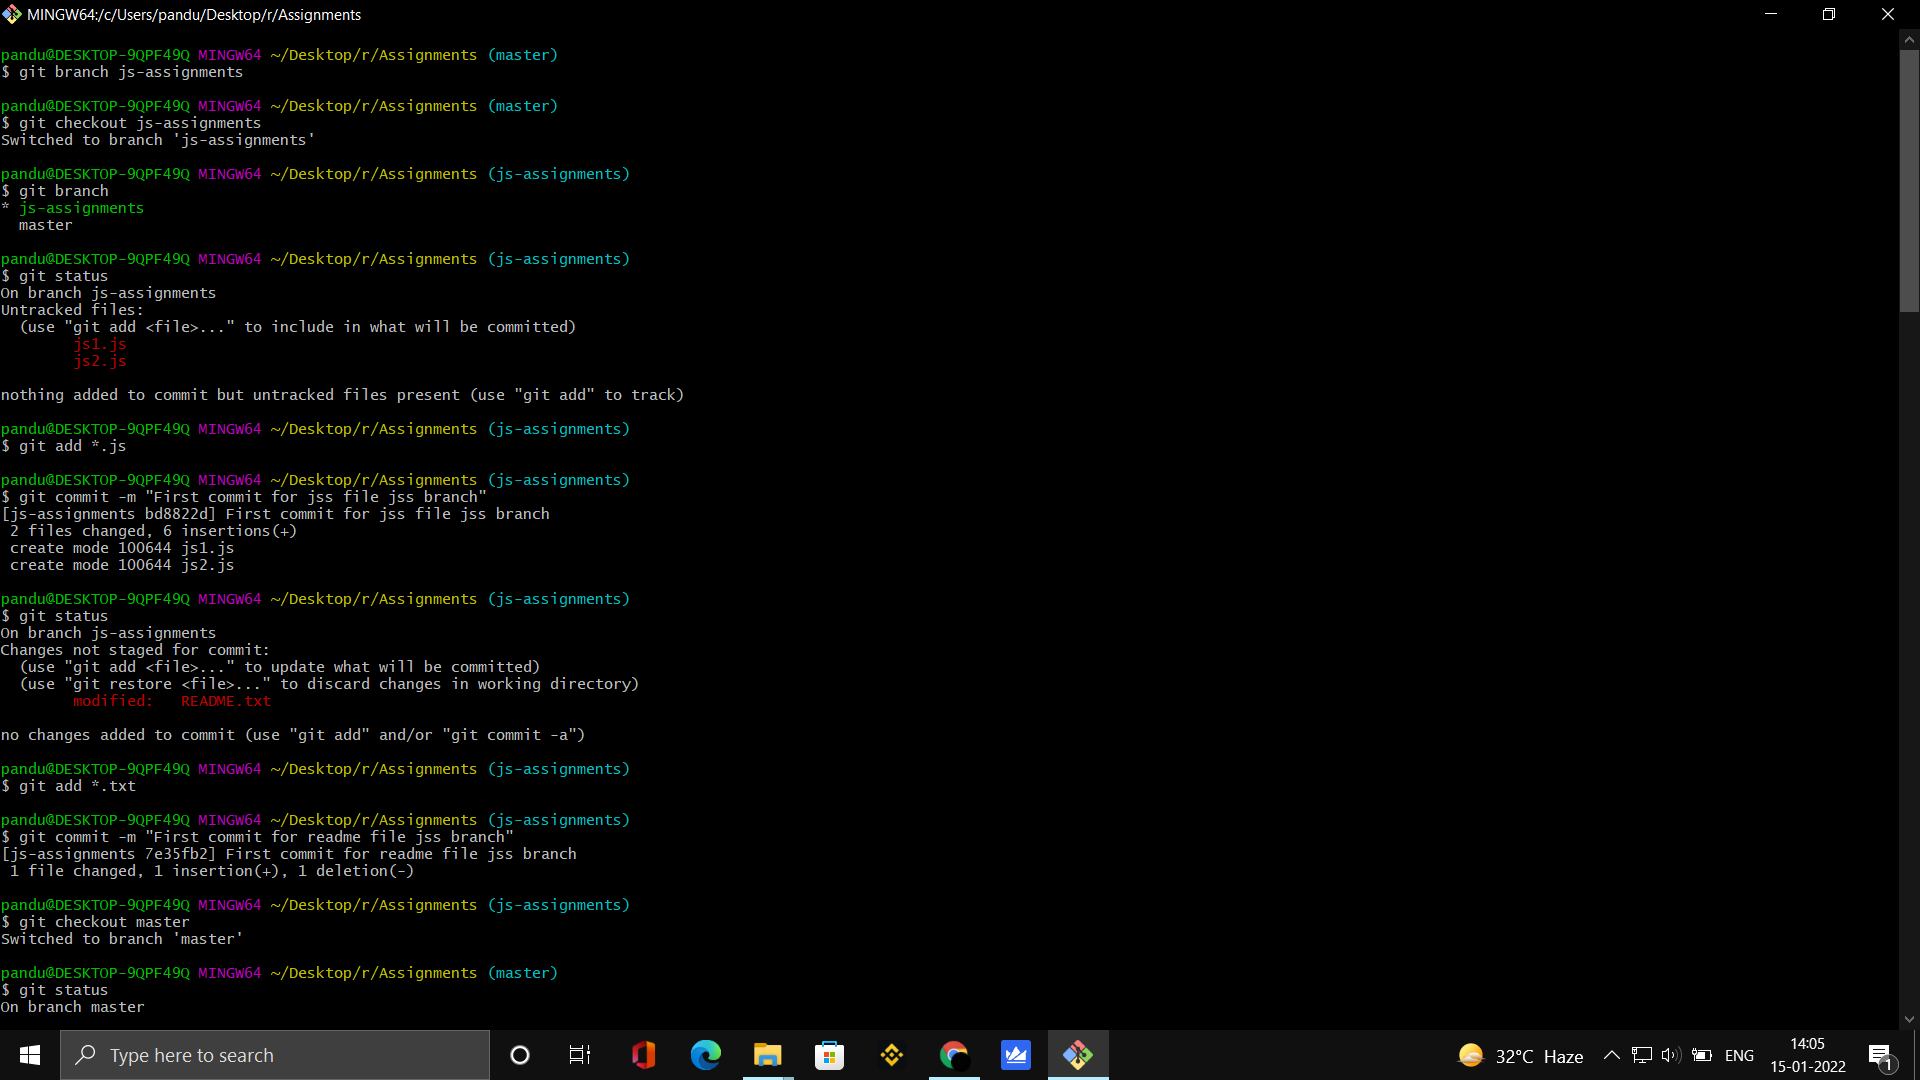 MINGW64:/c/Users/pandu/Desktop/r/Assignments
pandu@DESKTOP-9QPF49Q MINGW64 ~/Desktop/r/Assignments (master)
$ git branch js-assignments
pandu@DESKTOP-9QPF49Q MINGW64 ~/Desktop/r/Assignments (master)
$ git checkout js-assignments
Switched to branch 'js-assignments'
pandu@DESKTOP-9QPF49Q MINGW64 ~/Desktop/r/Assignments (js-assignments)
$ git branch
* js-assignments
  master
pandu@DESKTOP-9QPF49Q MINGW64 ~/Desktop/r/Assignments (js-assignments)
$ git status
On branch js-assignments
Untracked files:
  (use "git add <file>..." to include in what will be committed)
        js1.js
        js2.js
nothing added to commit but untracked files present (use "git add" to track)
pandu@DESKTOP-9QPF49Q MINGW64 ~/Desktop/r/Assignments (js-assignments)
$ git add *.js
pandu@DESKTOP-9QPF49Q MINGW64 ~/Desktop/r/Assignments (js-assignments)
$ git commit -m "First commit for jss file jss branch"
[js-assignments bd8822d] First commit for jss file jss branch
 2 files changed, 6 insertions(+)
 create mode 100644 js1.js
 create mode 100644 js2.js
pandu@DESKTOP-9QPF49Q MINGW64 ~/Desktop/r/Assignments (js-assignments)
$ git status
On branch js-assignments
Changes not staged for commit:
  (use "git add <file>..." to update what will be committed)
  (use "git restore <file>..." to discard changes in working directory)
        modified:   README.txt
no changes added to commit (use "git add" and/or "git commit -a")
pandu@DESKTOP-9QPF49Q MINGW64 ~/Desktop/r/Assignments (js-assignments)
$ git add *.txt
pandu@DESKTOP-9QPF49Q MINGW64 ~/Desktop/r/Assignments (js-assignments)
$ git commit -m "First commit for readme file jss branch"
[js-assignments 7e35fb2] First commit for readme file jss branch
 1 file changed, 1 insertion(+), 1 deletion(-)
pandu@DESKTOP-9QPF49Q MINGW64 ~/Desktop/r/Assignments (js-assignments)
$ git checkout master
Switched to branch 'master'
pandu@DESKTOP-9QPF49Q MINGW64 ~/Desktop/r/Assignments (master)
$ git status
On branch master
Type here to search
32°C Haze
ENG
14:05
15-01-2022
1